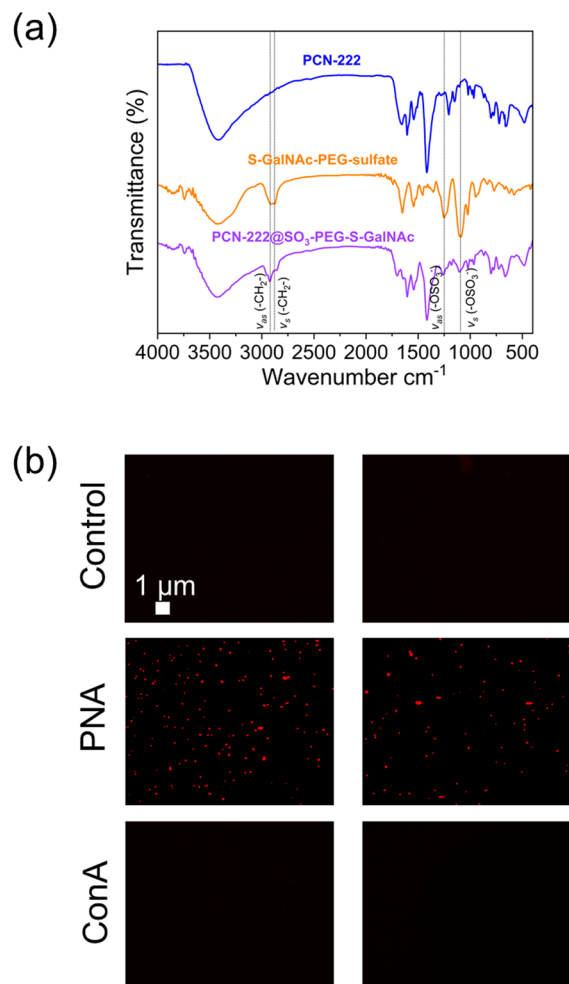 (a)
PCN-222
S-GalNAc-PEG-sulfate
PCN-222@SO₃-PEG-S-GalNAc
Transmittance (%)
νas (-CH₂-)
νs (-CH₂-)
νas (-OSO₃⁻)
νs (-OSO₃⁻)
4000 3500 3000 2500 2000 1500 1000 500
Wavenumber cm⁻¹
(b)
Control
1 µm
PNA
ConA